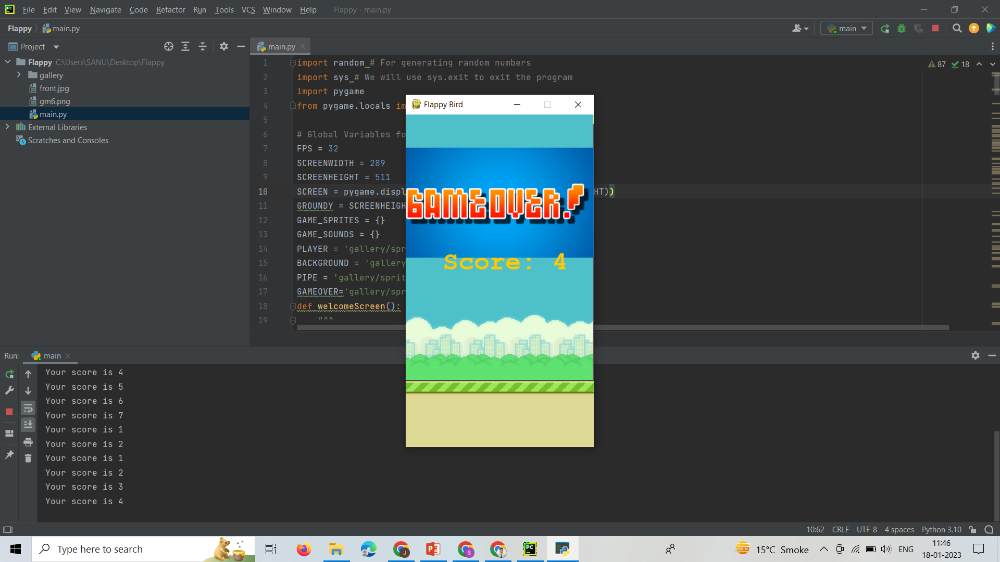 File Edit View Navigate Code Refactor Run Tools VCS Window Help Flappy - main.py
Flappy main.py
main
Project
main.py
Flappy C:\Users\SANU\Desktop\Flappy
gallery
front.jpg
gm6.png
main.py
External Libraries
Scratches and Consoles
87 18
1 import random # For generating random numbers
2 import sys # We will use sys.exit to exit the program
3 import pygame
4 from pygame.locals im
5
6 # Global Variables fo
7 FPS = 32
8 SCREENWIDTH = 289
9 SCREENHEIGHT = 511
10 SCREEN = pygame.displ HT))
11 GROUNDY = SCREENHEIGH
12 GAME_SPRITES = {}
13 GAME_SOUNDS = {}
14 PLAYER = 'gallery/spr
15 BACKGROUND = 'gallery
16 PIPE = 'gallery/sprit
17 GAMEOVER='gallery/spr
18 def welcomeScreen():
19 """
Flappy Bird
GAME OVER!
Score: 4
Run: main
Your score is 4
Your score is 5
Your score is 6
Your score is 7
Your score is 1
Your score is 2
Your score is 1
Your score is 2
Your score is 3
Your score is 4
10:62 CRLF UTF-8 4 spaces Python 3.10
Type here to search
15°C Smoke
ENG
11:46
18-01-2023